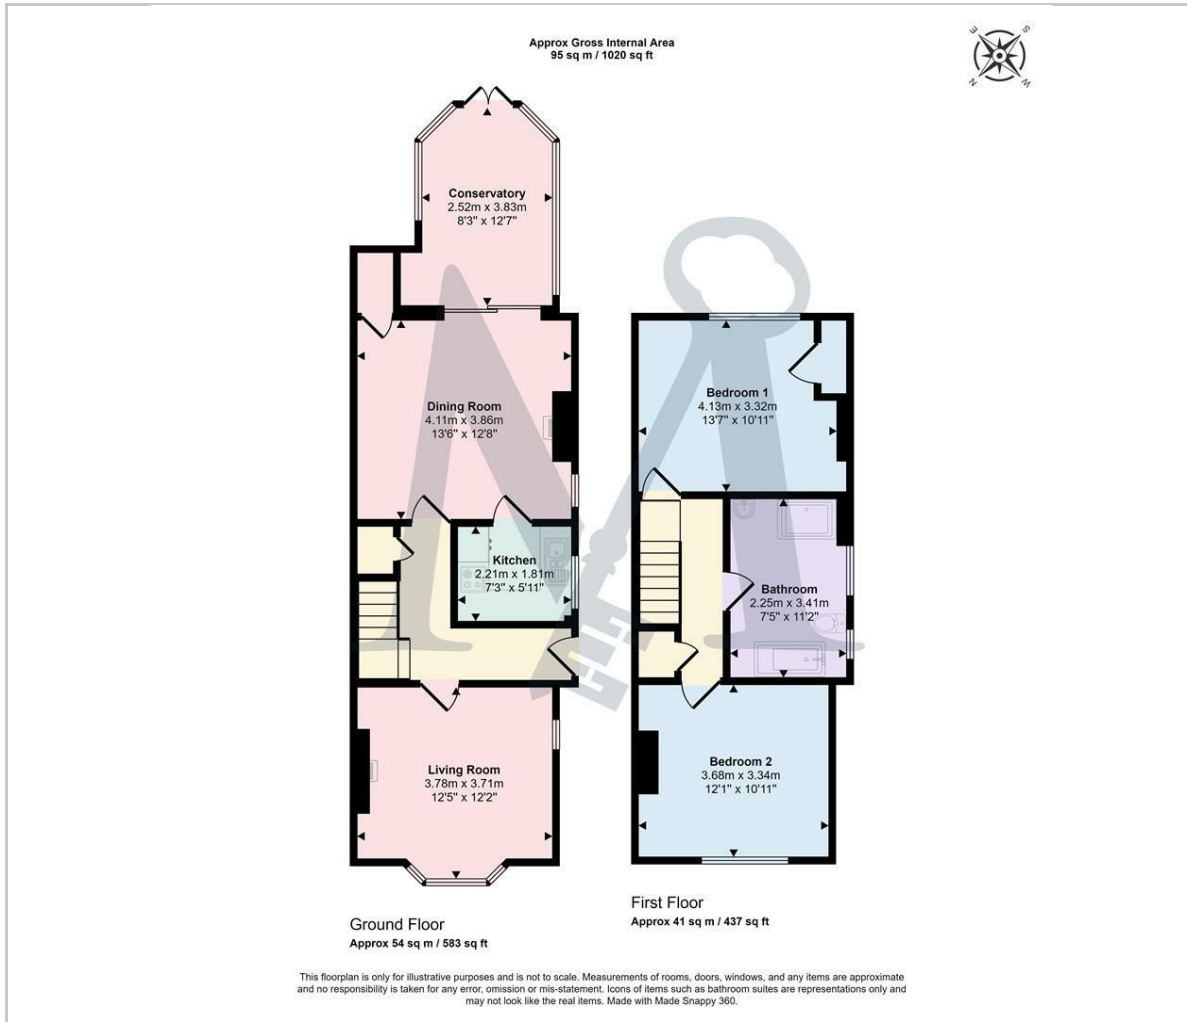 Approx Gross Internal Area
95 sq m / 1020 sq ft
E
S
N
W
Conservatory
2.52m x 3.83m
8'3" x 12'7"
Dining Room
4.11m x 3.86m
13'6" x 12'8"
Kitchen
2.21m x 1.81m
7'3" x 5'11"
Living Room
3.78m x 3.71m
12'5" x 12'2"
Ground Floor
Approx 54 sq m / 583 sq ft
Bedroom 1
4.13m x 3.32m
13'7" x 10'11"
Bathroom
2.25m x 3.41m
7'5" x 11'2"
Bedroom 2
3.68m x 3.34m
12'1" x 10'11"
First Floor
Approx 41 sq m / 437 sq ft
This floorplan is only for illustrative purposes and is not to scale. Measurements of rooms, doors, windows, and any items are approximate
and no responsibility is taken for any error, omission or mis-statement. Icons of items such as bathroom suites are representations only and
may not look like the real items. Made with Made Snappy 360.